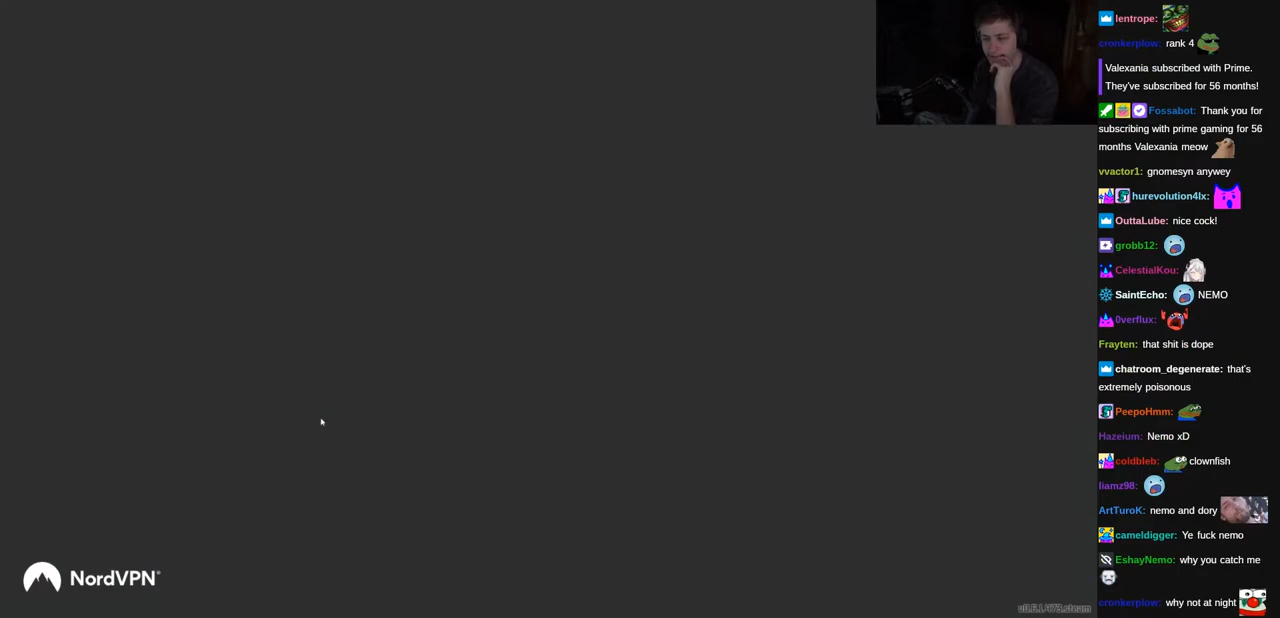 lentrope:
cronkerplow: rank 4
Valexania subscribed with Prime.
They've subscribed for 56 months!
Fossabot: Thank you for
subscribing with prime gaming for 56
months Valexania meow
vvactor1: gnomesyn anywey
hurevolution4lx:
OuttaLube: nice cock!
grobb12:
CelestialKou:
SaintEcho: NEMO
0verflux:
Frayten: that shit is dope
chatroom_degenerate: that's
extremely poisonous
PeepoHmm:
Hazeium: Nemo xD
coldbleb: clownfish
liamz98:
ArtTuroK: nemo and dory
cameldigger: Ye fuck nemo
EshayNemo: why you catch me
cronkerplow: why not at night
NordVPN®